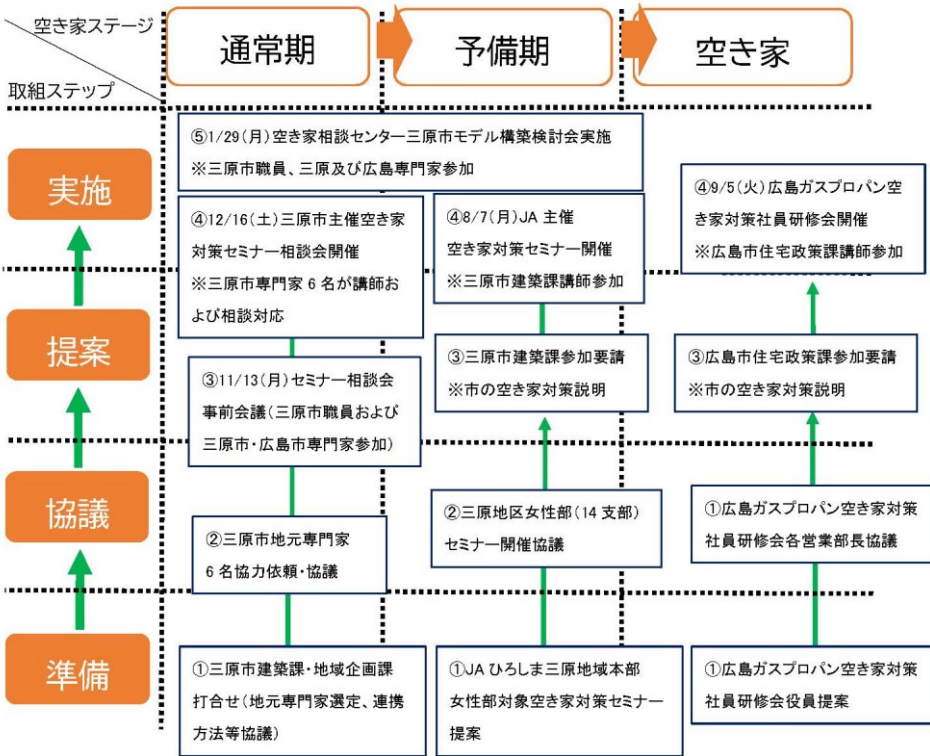 空き家ステージ
取組ステップ
通常期
予備期
空き家
実施
⑤1/29(月)空き家相談センター三原市モデル構築検討会実施
※三原市職員、三原及び広島専門家参加
④12/16(土)三原市主催空き家
対策セミナー相談会開催
※三原市専門家6名が講師お
よび相談対応
④8/7(月)JA主催
空き家対策セミナー開催
※三原市建築課講師参加
④9/5(火)広島ガスプロパン空
き家対策社員研修会開催
※広島市住宅政策課講師参加
提案
③11/13(月)セミナー相談会
事前会議(三原市職員および
三原市・広島市専門家参加)
③三原市建築課参加要請
※市の空き家対策説明
③広島市住宅政策課参加要請
※市の空き家対策説明
協議
②三原市地元専門家
6名協力依頼・協議
②三原地区女性部(14支部)
セミナー開催協議
①広島ガスプロパン空き家対策
社員研修会各営業部長協議
準備
①三原市建築課・地域企画課
打合せ(地元専門家選定、連携
方法等協議)
①JAひろしま三原地域本部
女性部対象空き家対策セミナー
提案
①広島ガスプロパン空き家対策
社員研修会役員提案